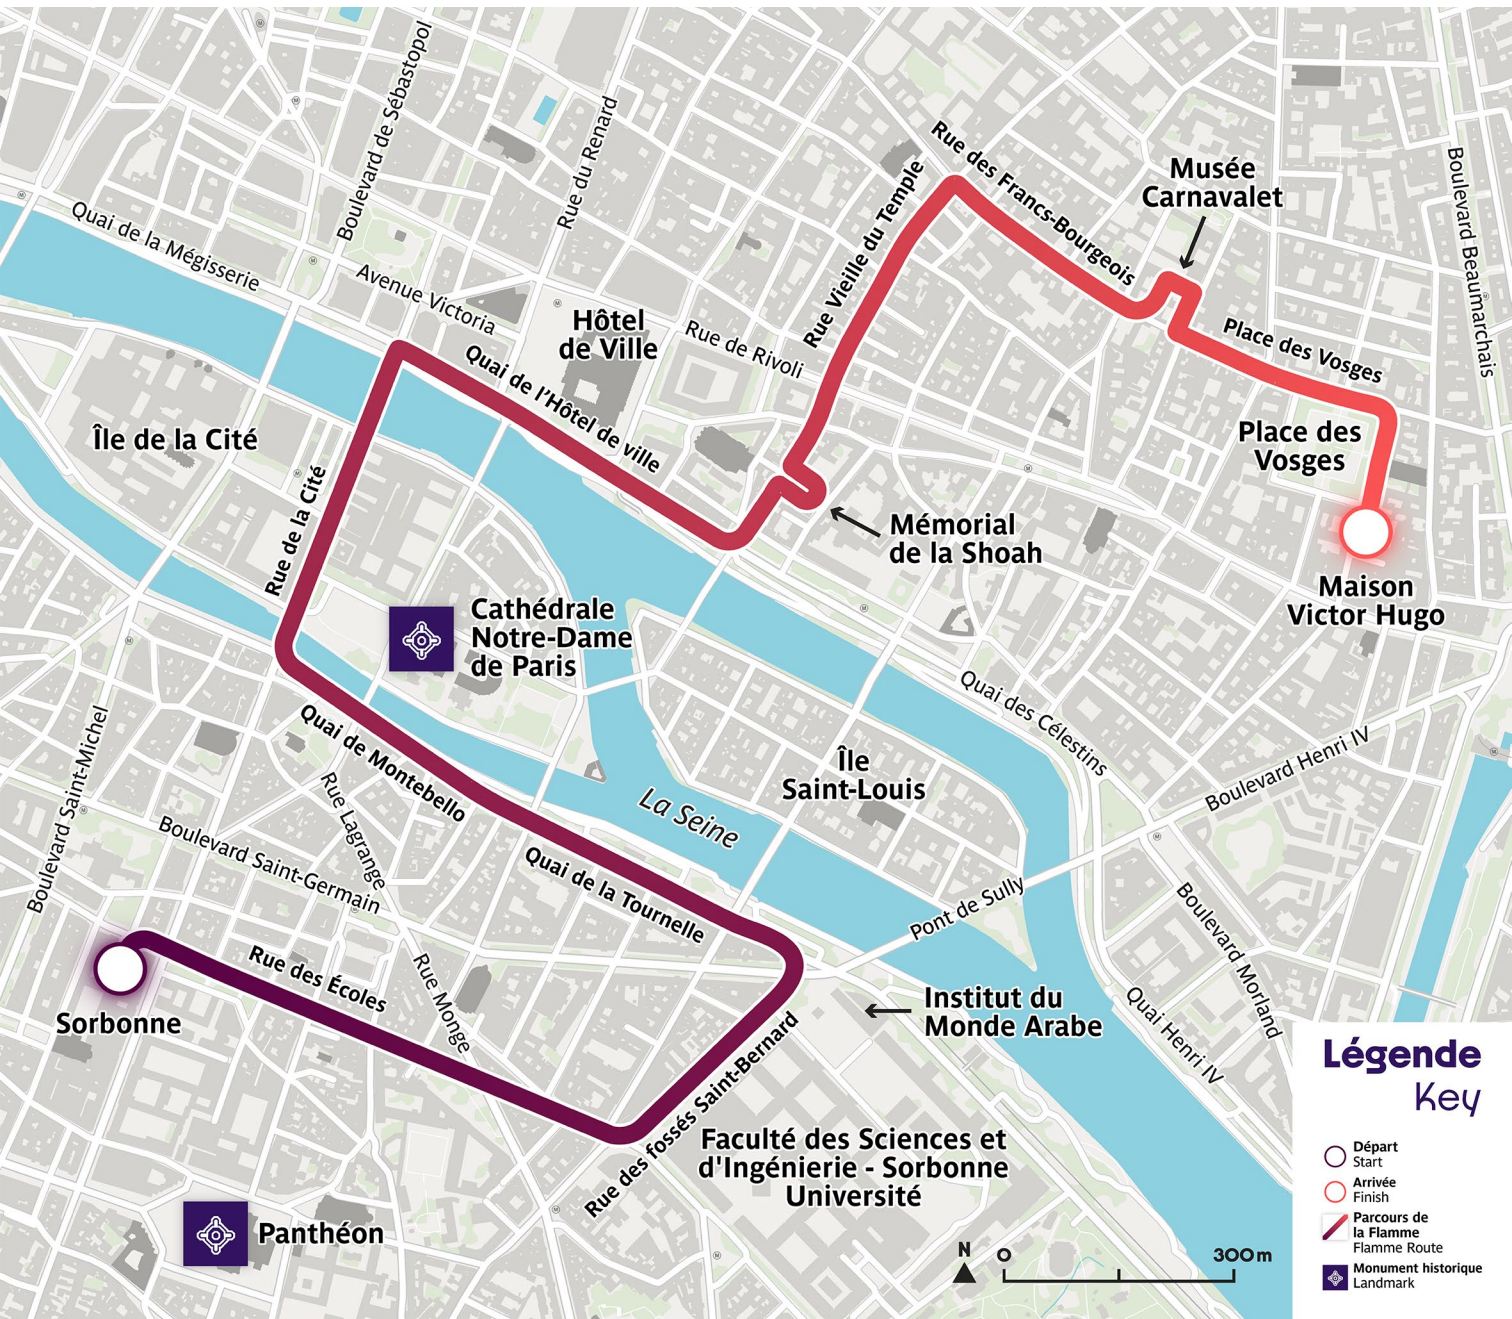 Boulevard de Sébastopol
Rue du Renard
Rue des Francs-Bourgeois
Musée
Carnavalet
Boulevard Beaumarchais
Quai de la Mégisserie
Avenue Victoria
Rue Vieille du Temple
Hôtel
de Ville
Rue de Rivoli
Place des Vosges
Quai de l'Hôtel de ville
Île de la Cité
Place des
Vosges
Rue de la Cité
Mémorial
de la Shoah
Maison
Victor Hugo
Cathédrale
Notre-Dame
de Paris
Quai des Célestins
Boulevard Saint-Michel
Quai de Montebello
Île
Saint-Louis
Boulevard Henri IV
La Seine
Rue Lagrange
Boulevard Saint-Germain
Quai de la Tournelle
Pont de Sully
Boulevard Morland
Rue des Écoles
Rue Monge
Sorbonne
Institut du
Monde Arabe
Quai Henri IV
Rue des fossés Saint-Bernard
Faculté des Sciences et
d'Ingénierie - Sorbonne
Université
Panthéon
N
0
300m
Légende
Key
Départ
Start
Arrivée
Finish
Parcours de
la Flamme
Flamme Route
Monument historique
Landmark